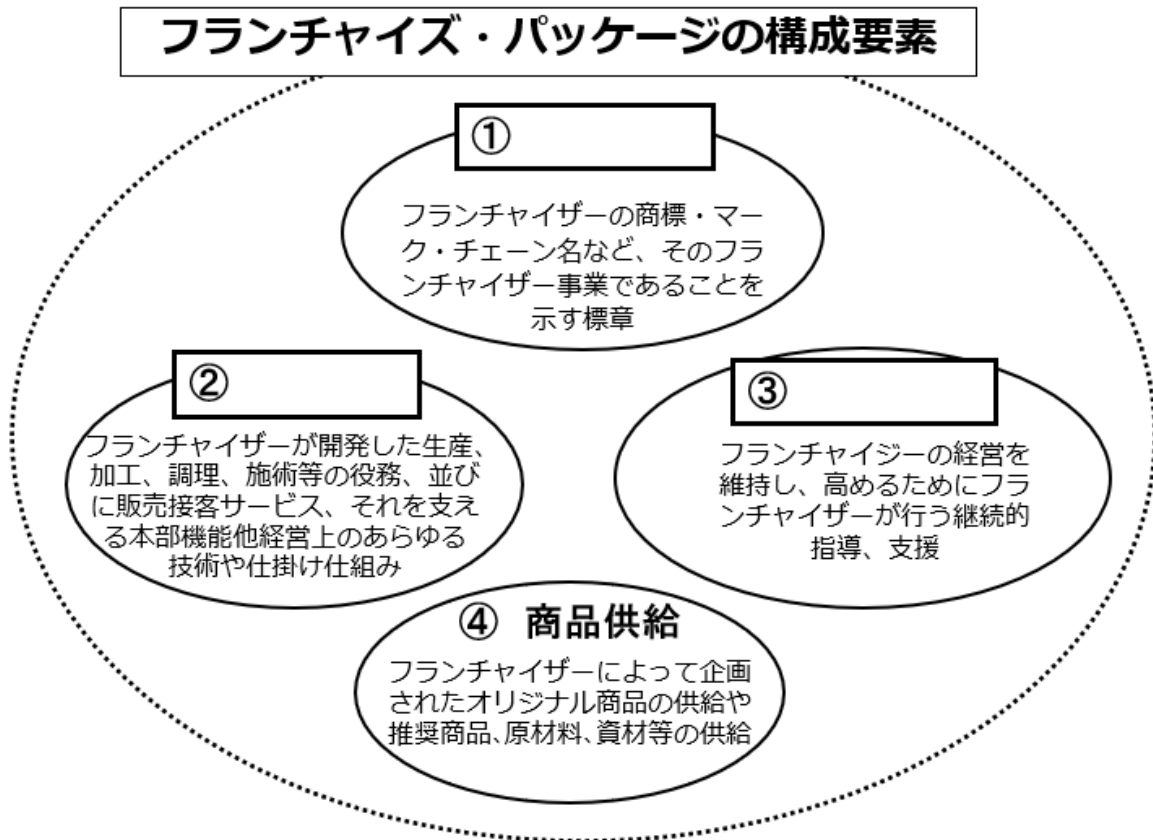 フランチャイズ・パッケージの構成要素
①
フランチャイザーの商標・マー
ク・チェーン名など、そのフラ
ンチャイザー事業であることを
示す標章
②
フランチャイザーが開発した生産、
加工、調理、施術等の役務、並び
に販売接客サービス、それを支え
る本部機能他経営上のあらゆる
技術や仕掛け仕組み
③
フランチャイジーの経営を
維持し、高めるためにフラ
ンチャイザーが行う継続的
指導、支援
④ 商品供給
フランチャイザーによって企画
されたオリジナル商品の供給や
推奨商品、原材料、資材等の供給